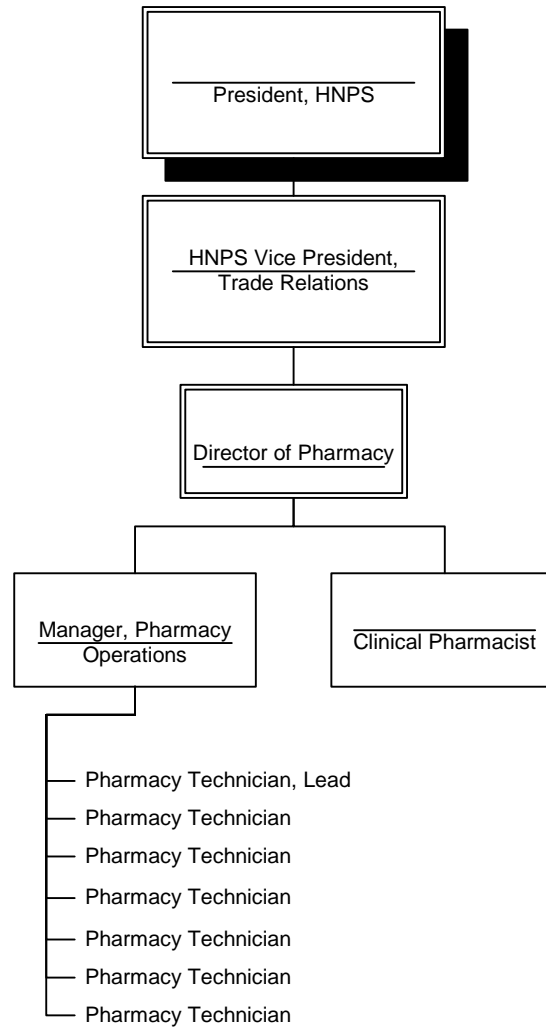 President, HNPS
HNPS Vice President,
Trade Relations
Director of Pharmacy
Manager, Pharmacy
Operations
Clinical Pharmacist
Pharmacy Technician, Lead
Pharmacy Technician
Pharmacy Technician
Pharmacy Technician
Pharmacy Technician
Pharmacy Technician
Pharmacy Technician